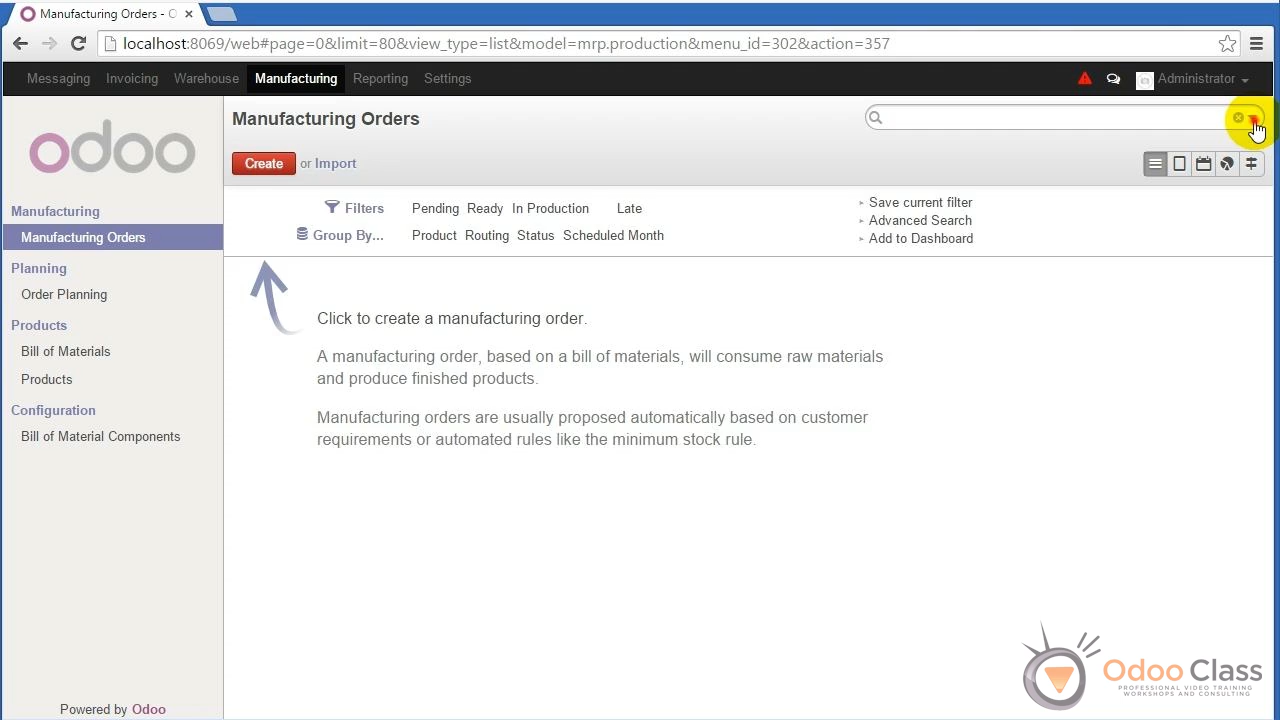 Manufacturing Orders - O
localhost:8069/web#page=0&limit=80&view_type=list&model=mrp.production&menu_id=302&action=357
Messaging Invoicing Warehouse Manufacturing Reporting Settings Administrator
odoo
Manufacturing
Manufacturing Orders
Planning
Order Planning
Products
Bill of Materials
Products
Configuration
Bill of Material Components
Powered by Odoo
Manufacturing Orders
Create or Import
Filters Pending Ready In Production Late
Group By... Product Routing Status Scheduled Month
Save current filter
Advanced Search
Add to Dashboard
Click to create a manufacturing order.
A manufacturing order, based on a bill of materials, will consume raw materials
and produce finished products.
Manufacturing orders are usually proposed automatically based on customer
requirements or automated rules like the minimum stock rule.
Odoo Class
PROFESSIONAL VIDEO TRAINING
WORKSHOPS AND CONSULTING